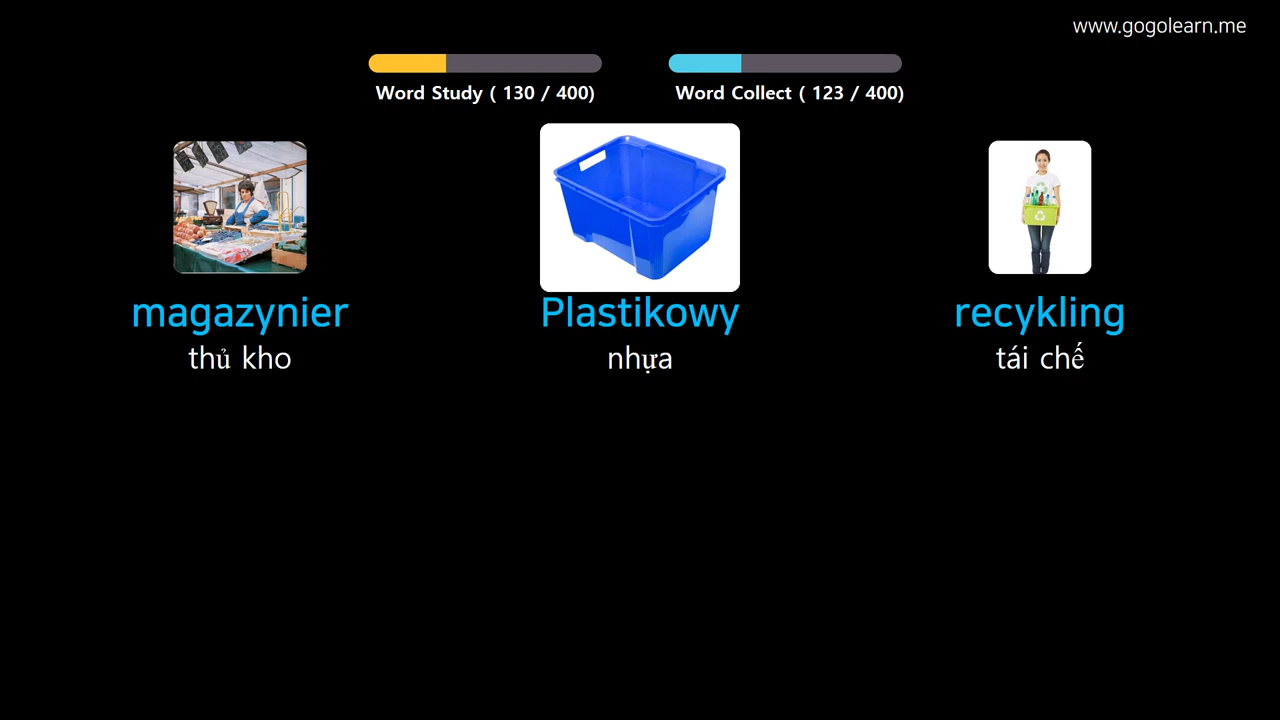 www.gogolearn.me
Word Study ( 130 / 400)
Word Collect ( 123 / 400)
magazynier
thủ kho
Plastikowy
nhựa
recykling
tái chế